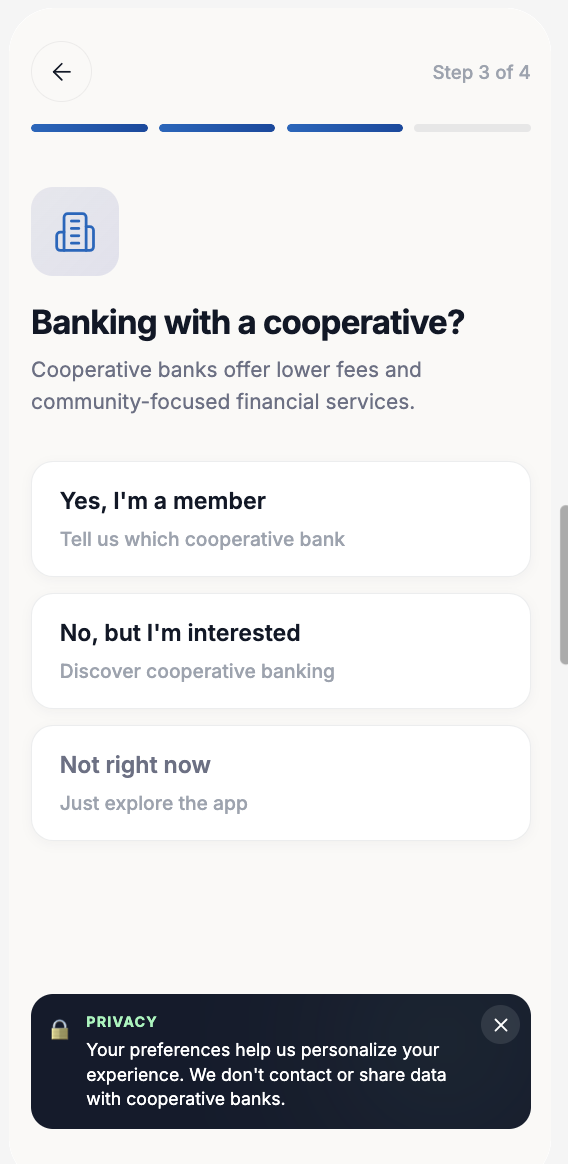 Step 3 of 4
Banking with a cooperative?
Cooperative banks offer lower fees and
community-focused financial services.
Yes, I'm a member
Tell us which cooperative bank
No, but I'm interested
Discover cooperative banking
Not right now
Just explore the app
PRIVACY
Your preferences help us personalize your
experience. We don't contact or share data
with cooperative banks.